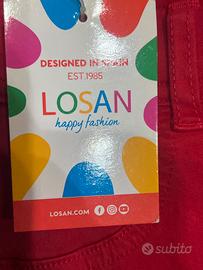 DESIGNED IN SPAIN
EST.1985
LOSAN
happy fashion
LOSAN.COM
subito